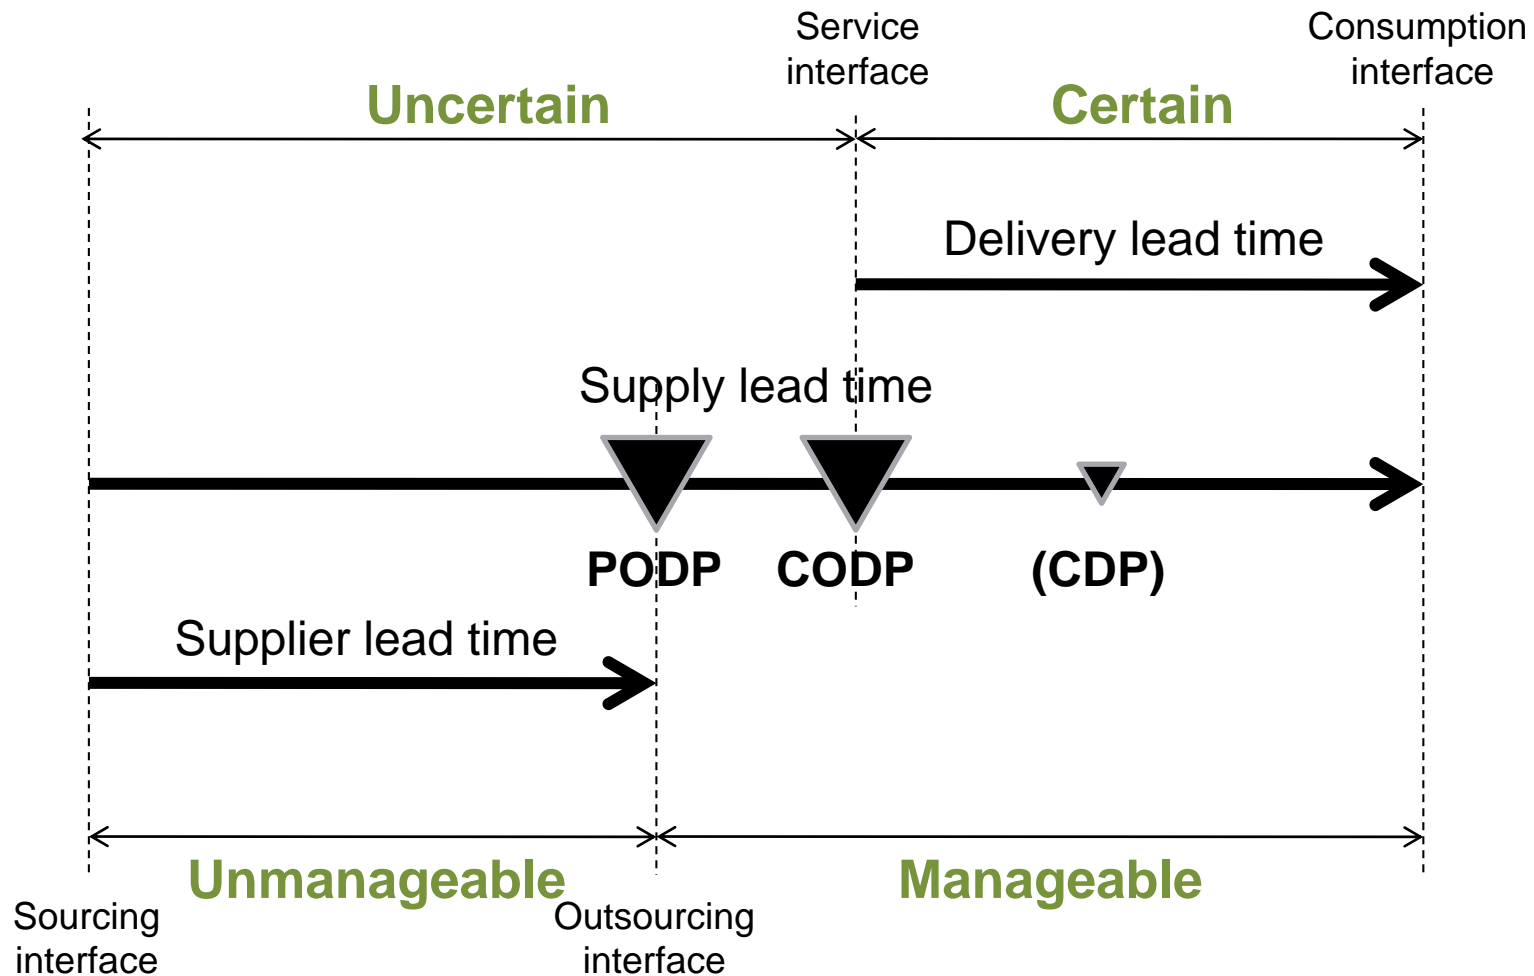 Service
interface
Consumption
interface
Uncertain
Certain
Delivery lead time
Supply lead time
PODP
CODP
(CDP)
Supplier lead time
Unmanageable
Manageable
Sourcing
interface
Outsourcing
interface